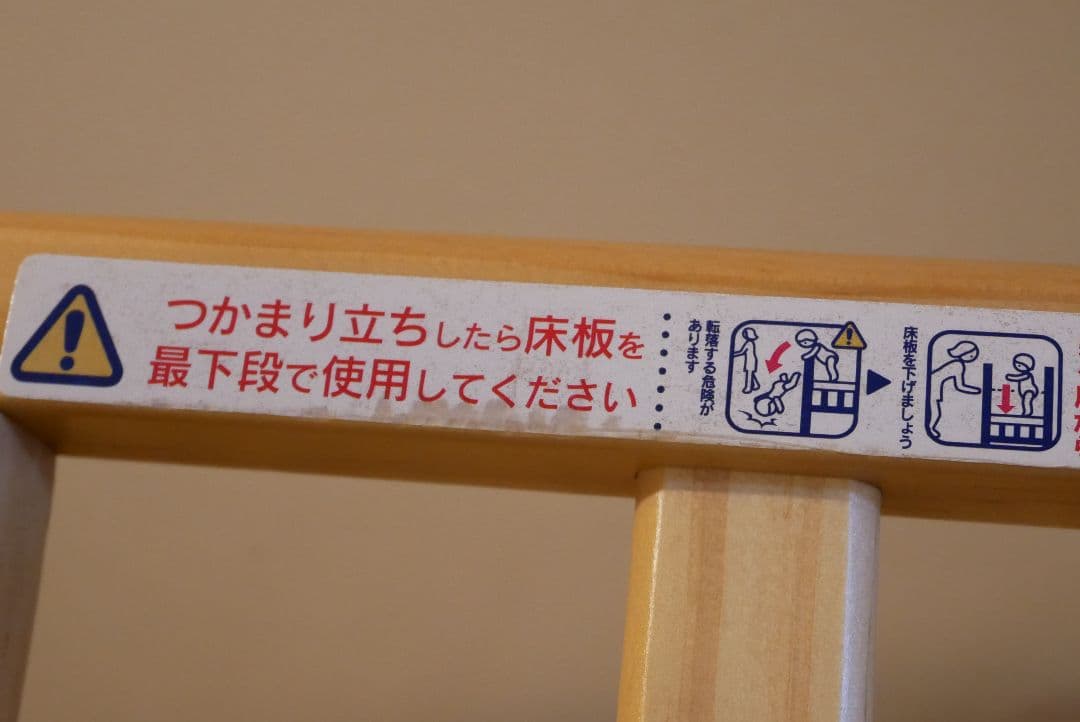 つかまり立ちしたら床板を
最下段で使用してください
転落する危険が
あります
床板を下げましょう